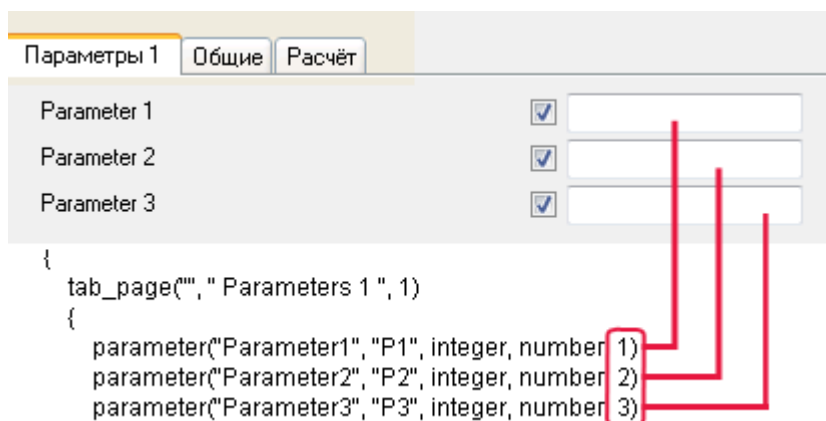 Параметры 1 Общие Расчёт
Parameter 1
Parameter 2
Parameter 3
{
tab_page("", " Parameters 1 ", 1)
{
parameter("Parameter1", "P1", integer, number 1)
parameter("Parameter2", "P2", integer, number 2)
parameter("Parameter3", "P3", integer, number 3)